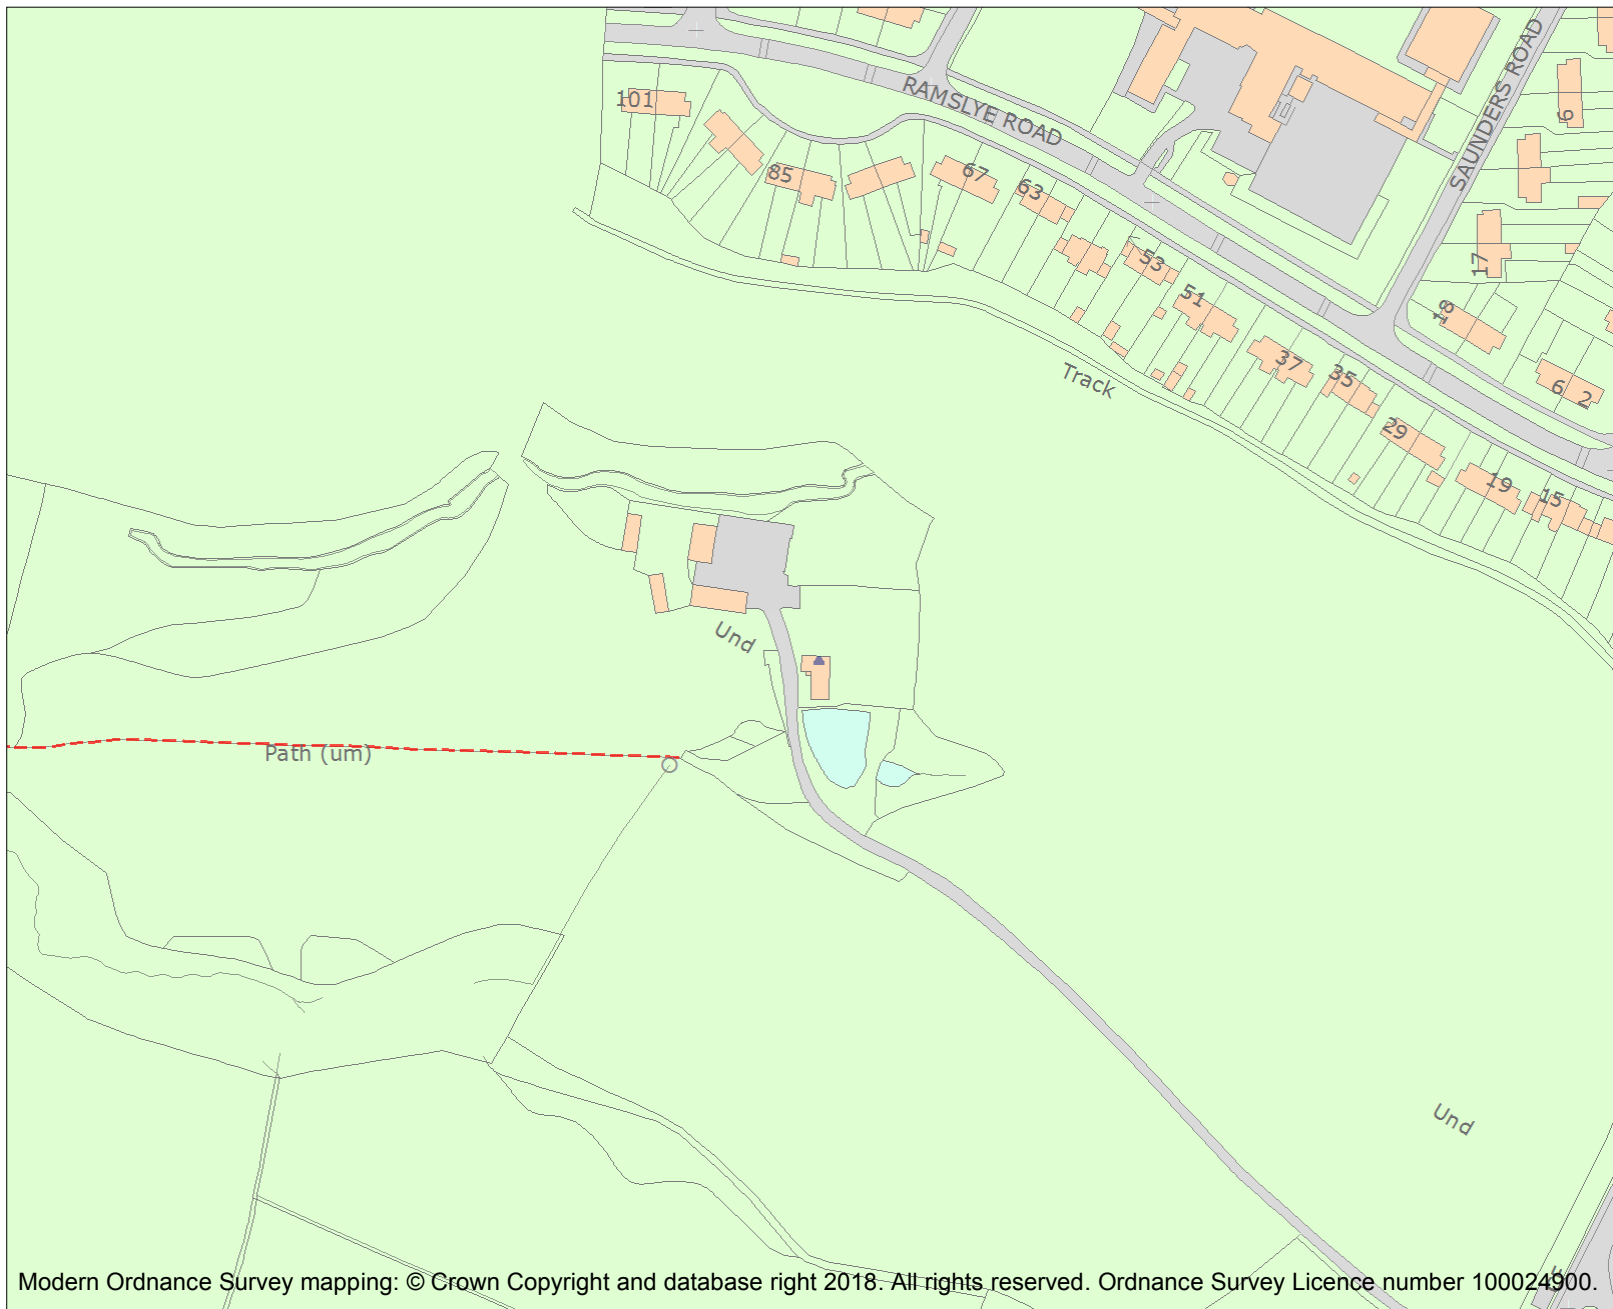 RAMSLYE ROAD
SAUNDERS ROAD
101
9
85
67
63
53
17
51
18
37
35
6
2
Track
29
19
15
Und
Path (um)
Und
Modern Ordnance Survey mapping: © Crown Copyright and database right 2018. All rights reserved. Ordnance Survey Licence number 100024900.